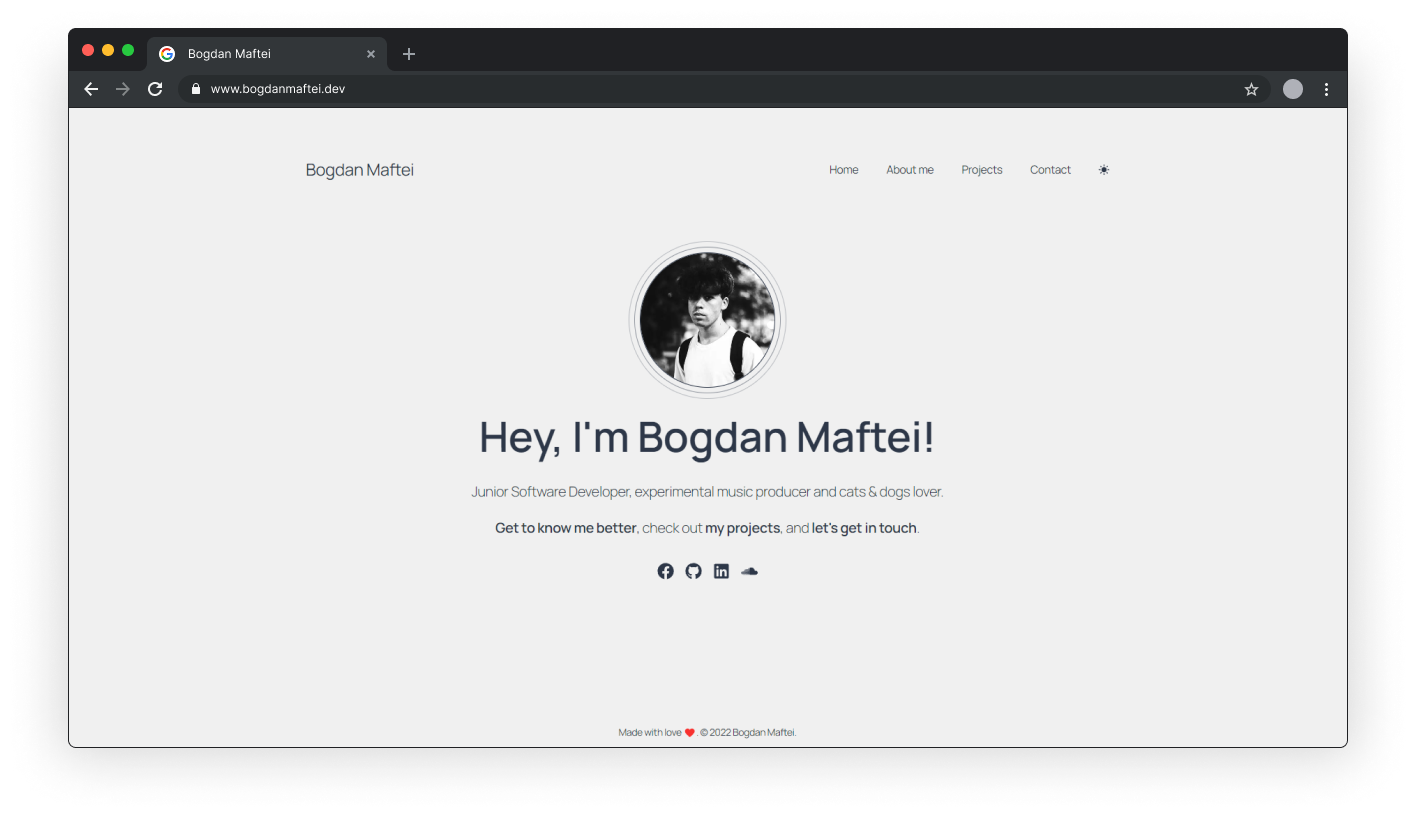 Bogdan Maftei
www.bogdanmaftei.dev
Bogdan Maftei
Home About me Projects Contact
Hey, I'm Bogdan Maftei!
Junior Software Developer, experimental music producer and cats & dogs lover.
Get to know me better, check out my projects, and let's get in touch.
Made with love ❤️ . © 2022 Bogdan Maftei.